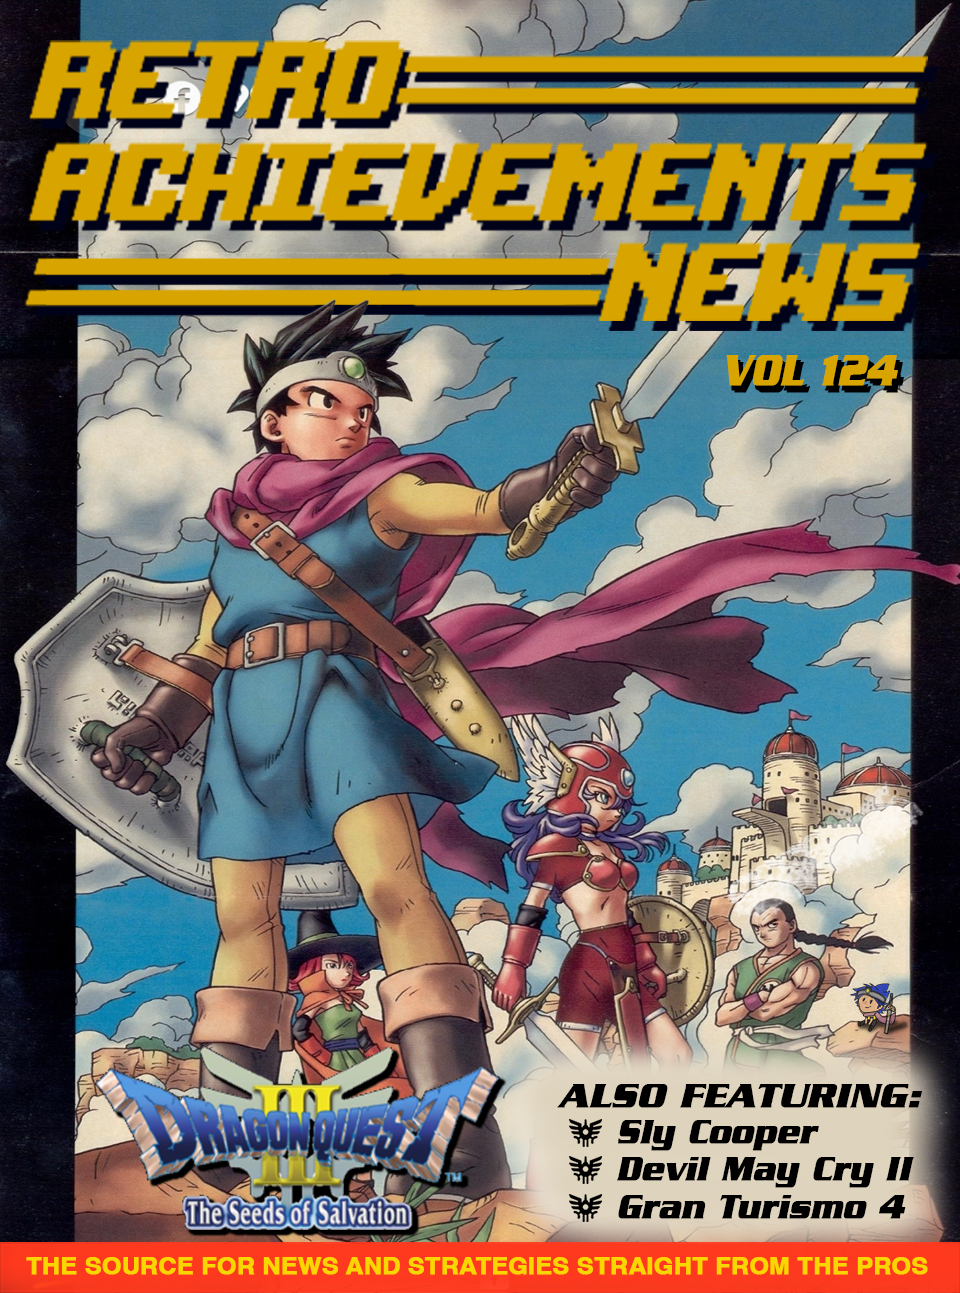 RETRO
ACHIEVEMENTS
NEWS
VOL 124
DRAGON QUEST
III
TM
The Seeds of Salvation
ALSO FEATURING:
Sly Cooper
Devil May Cry II
Gran Turismo 4
THE SOURCE FOR NEWS AND STRATEGIES STRAIGHT FROM THE PROS